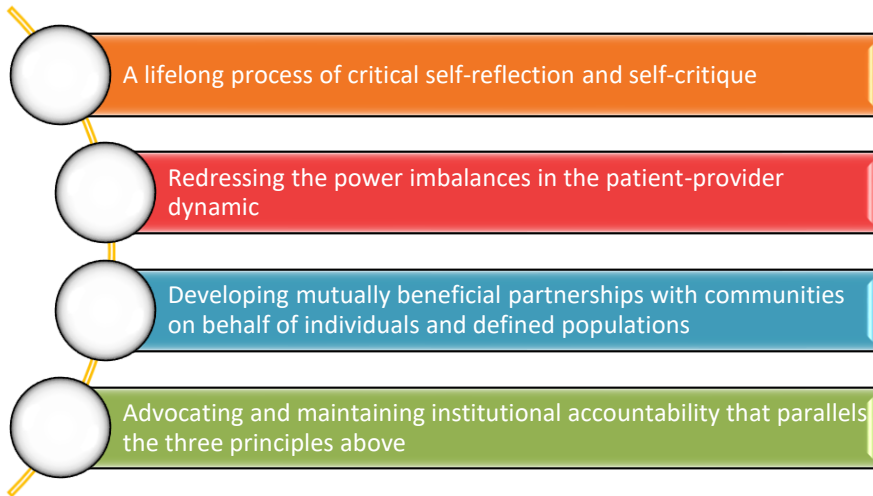 A lifelong process of critical self-reflection and self-critique
Redressing the power imbalances in the patient-provider
dynamic
Developing mutually beneficial partnerships with communities
on behalf of individuals and defined populations
Advocating and maintaining institutional accountability that parallels
the three principles above